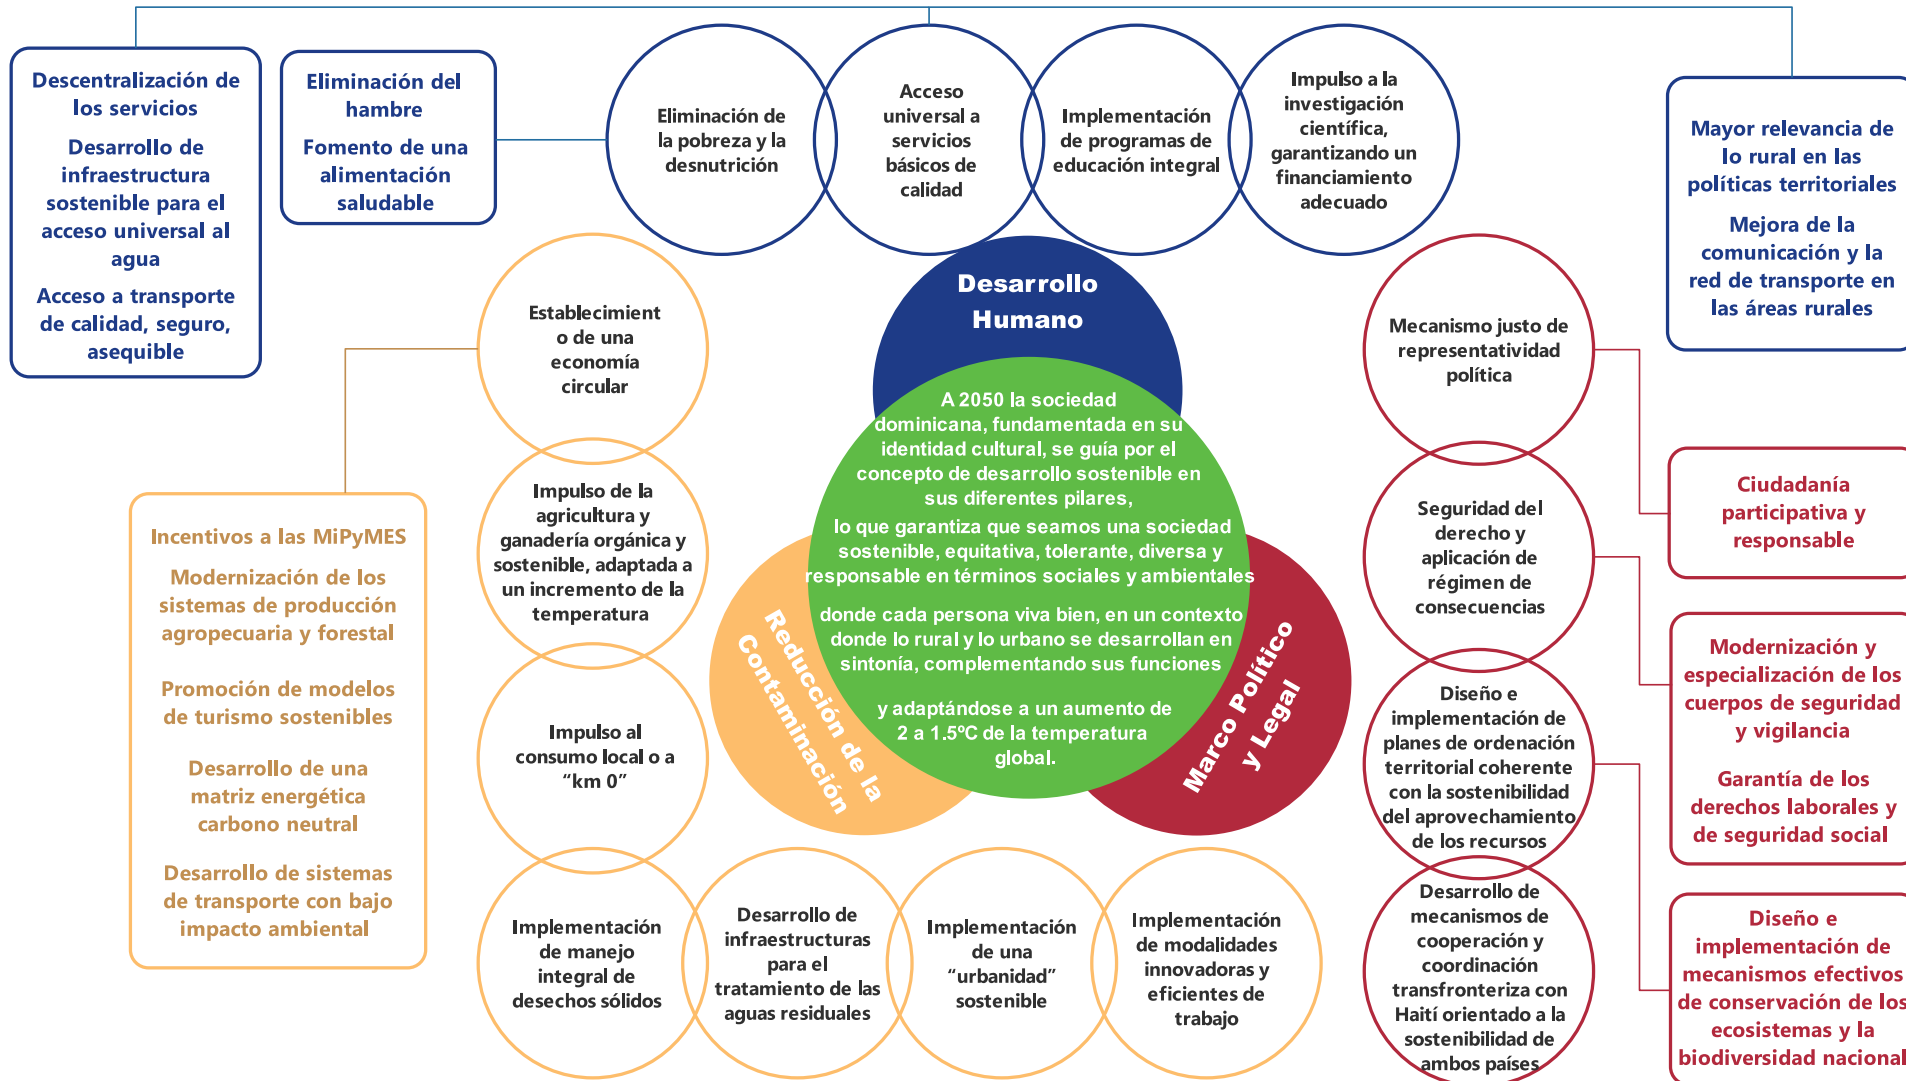 Descentralización de
los servicios
Desarrollo de
infraestructura
sostenible para el
acceso universal al
agua
Acceso a transporte
de calidad, seguro,
asequible
Eliminación del
hambre
Fomento de una
alimentación
saludable
Eliminación de
la pobreza y la
desnutrición
Acceso
universal a
servicios
básicos de
calidad
Implementación
de programas de
educación integral
Impulso a la
investigación
científica,
garantizando un
financiamiento
adecuado
Mayor relevancia de
lo rural en las
políticas territoriales
Mejora de la
comunicación y la
red de transporte en
las áreas rurales
Desarrollo
Humano
A 2050 la sociedad
dominicana, fundamentada en su
identidad cultural, se guía por el
concepto de desarrollo sostenible en
sus diferentes pilares,
lo que garantiza que seamos una sociedad
sostenible, equitativa, tolerante, diversa y
responsable en términos sociales y ambientales
donde cada persona viva bien, en un contexto
donde lo rural y lo urbano se desarrollan en
sintonía, complementando sus funciones
y adaptándose a un aumento de
2 a 1.5ºC de la temperatura
global.
Reducción de la
Contaminación
Marco Político
y Legal
Establecimient
o de una
economía
circular
Impulso de la
agricultura y
ganadería orgánica y
sostenible, adaptada a
un incremento de la
temperatura
Impulso al
consumo local o a
“km 0”
Implementación
de manejo
integral de
desechos sólidos
Desarrollo de
infraestructuras
para el
tratamiento de las
aguas residuales
Implementación
de una
“urbanidad”
sostenible
Implementación
de modalidades
innovadoras y
eficientes de
trabajo
Incentivos a las MiPyMES
Modernización de los
sistemas de producción
agropecuaria y forestal
Promoción de modelos
de turismo sostenibles
Desarrollo de una
matriz energética
carbono neutral
Desarrollo de sistemas
de transporte con bajo
impacto ambiental
Mecanismo justo de
representatividad
política
Seguridad del
derecho y
aplicación de
régimen de
consecuencias
Diseño e
implementación de
planes de ordenación
territorial coherente
con la sostenibilidad
del aprovechamiento
de los recursos
Desarrollo de
mecanismos de
cooperación y
coordinación
transfronteriza con
Haití orientado a la
sostenibilidad de
ambos países
Ciudadanía
participativa y
responsable
Modernización y
especialización de los
cuerpos de seguridad
y vigilancia
Garantía de los
derechos laborales y
de seguridad social
Diseño e
implementación de
mecanismos efectivos
de conservación de los
ecosistemas y la
biodiversidad nacional